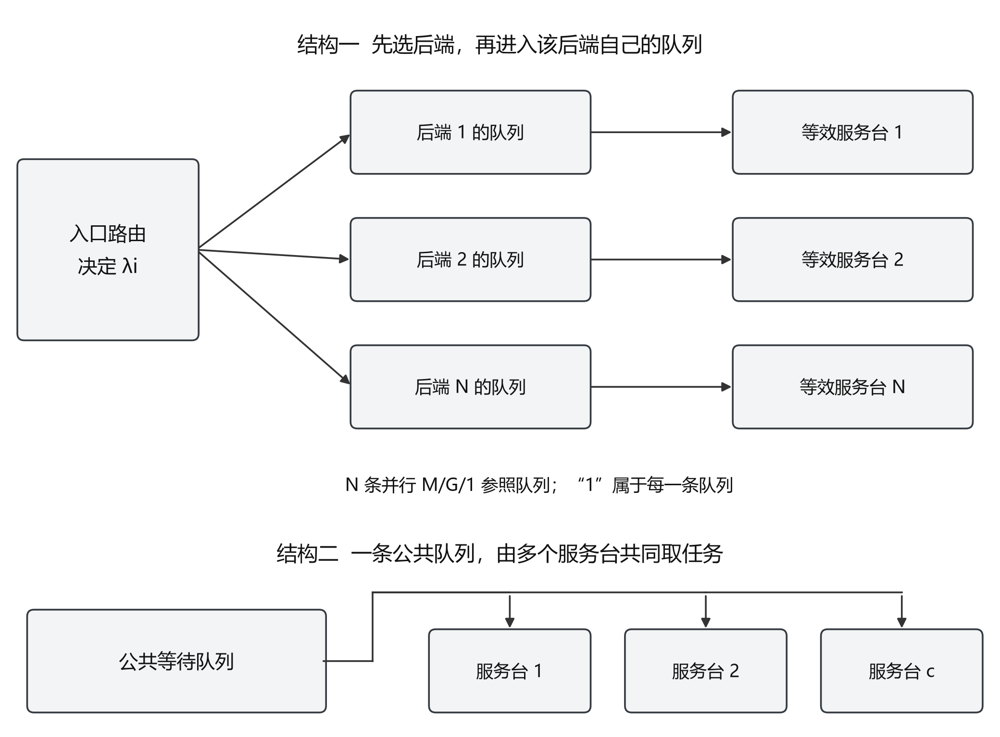 结构一 先选后端，再进入该后端自己的队列
入口路由
决定 λi
后端 1 的队列
等效服务台 1
后端 2 的队列
等效服务台 2
后端 N 的队列
等效服务台 N
N 条并行 M/G/1 参照队列；“1”属于每一条队列
结构二 一条公共队列，由多个服务台共同取任务
公共等待队列
服务台 1
服务台 2
服务台 c